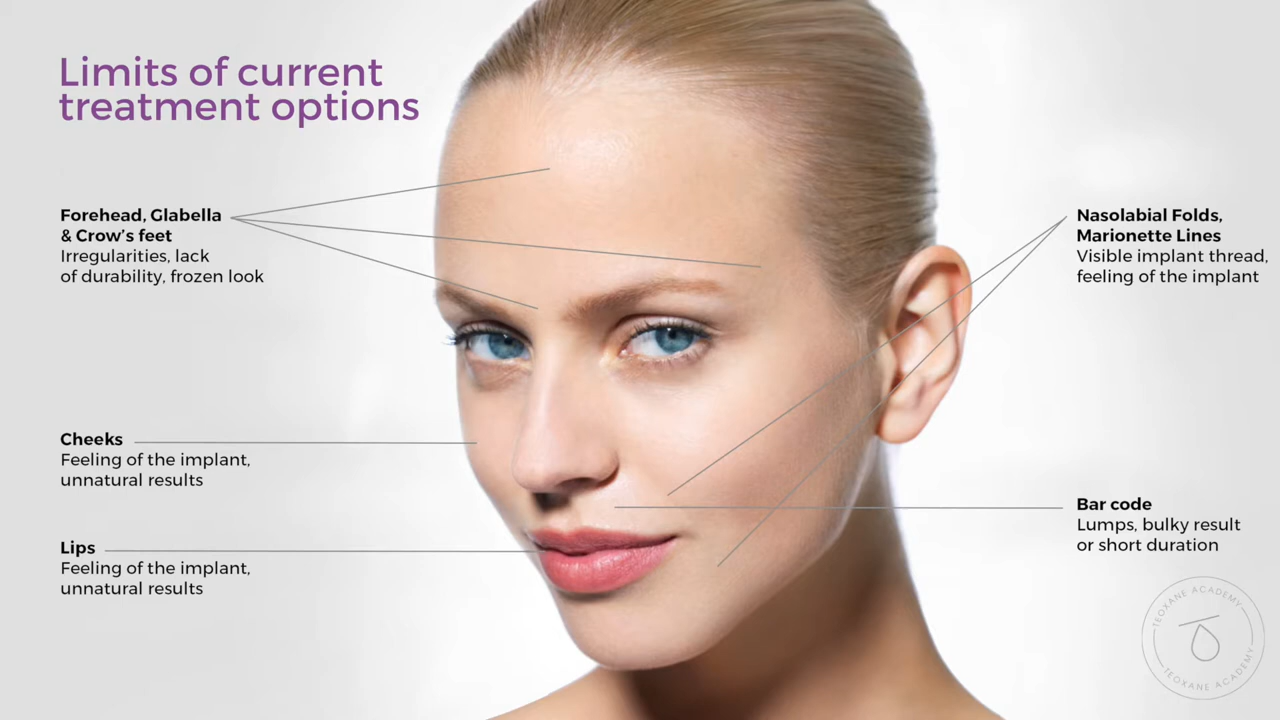 Limits of current
treatment options
Forehead, Glabella
& Crow's feet
Irregularities, lack
of durability, frozen look
Cheeks
Feeling of the implant,
unnatural results
Lips
Feeling of the implant,
unnatural results
Nasolabial Folds,
Marionette Lines
Visible implant thread,
feeling of the implant
Bar code
Lumps, bulky result
or short duration
TEOXANE ACADEMY
TEOXANE ACADEMY